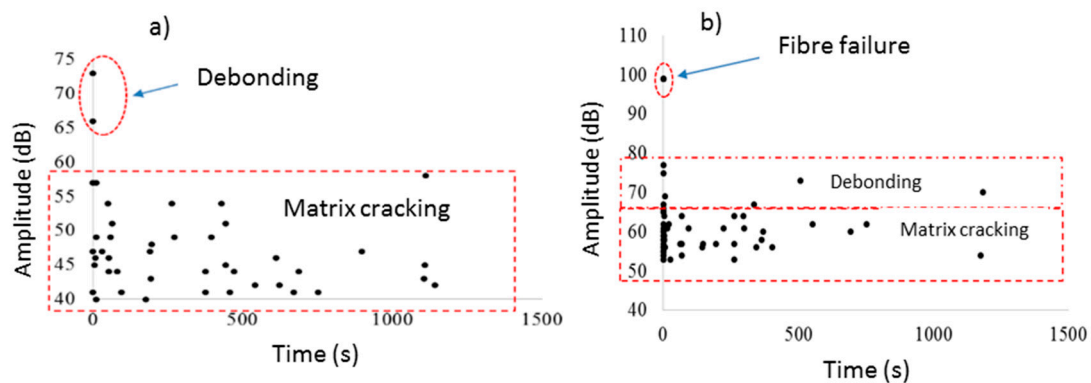 a)
Debonding
Matrix cracking
Amplitude (dB)
75
70
65
60
55
50
45
40
0
500
1000
1500
Time (s)
b)
Fibre failure
Debonding
Matrix cracking
Amplitude (dB)
110
100
90
80
70
60
50
40
0
500
1000
1500
Time (s)